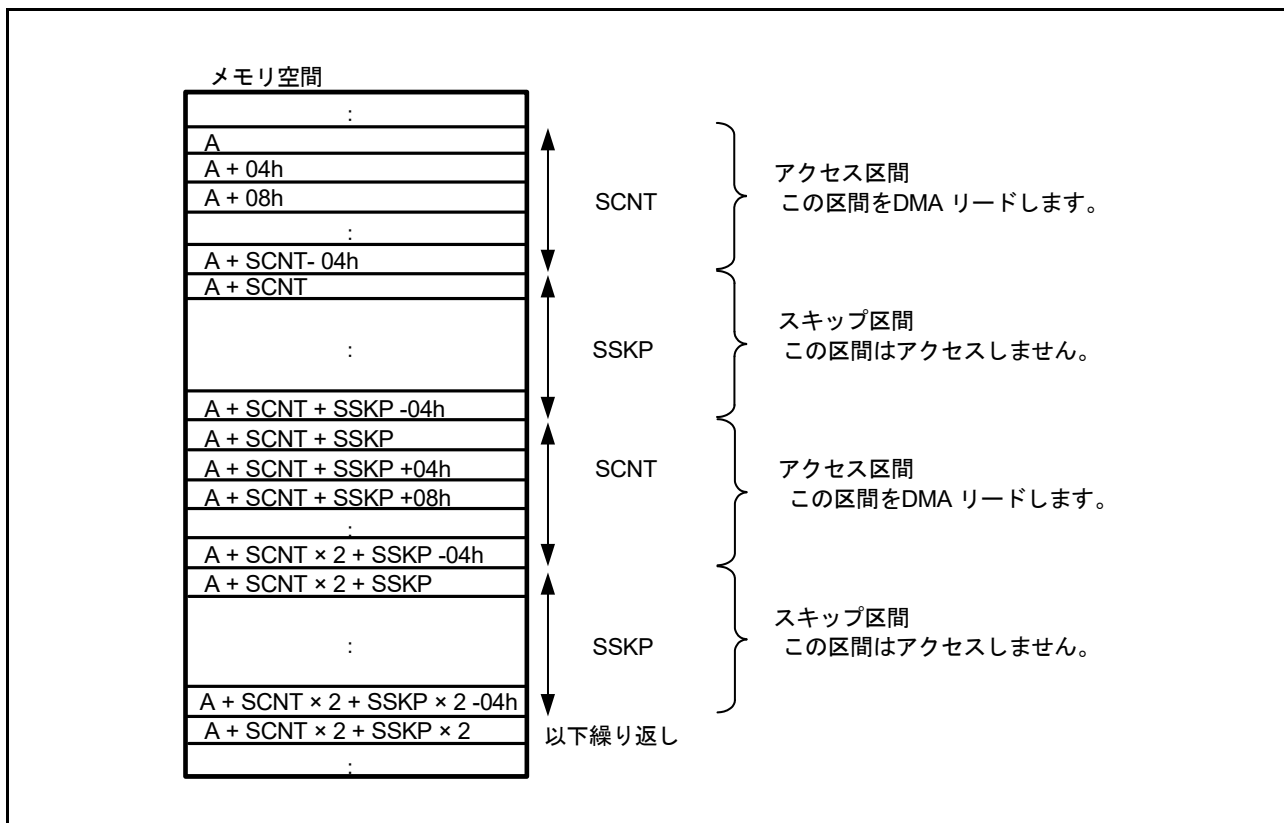 メモリ空間
:
A
A + 04h
A + 08h
:
A + SCNT- 04h
A + SCNT
:
A + SCNT + SSKP -04h
A + SCNT + SSKP
A + SCNT + SSKP +04h
A + SCNT + SSKP +08h
:
A + SCNT × 2 + SSKP -04h
A + SCNT × 2 + SSKP
:
A + SCNT × 2 + SSKP × 2 -04h
A + SCNT × 2 + SSKP × 2
:
SCNT
SSKP
SCNT
SSKP
以下繰り返し
アクセス区間
この区間をDMA リードします。
スキップ区間
この区間はアクセスしません。
アクセス区間
この区間をDMA リードします。
スキップ区間
この区間はアクセスしません。